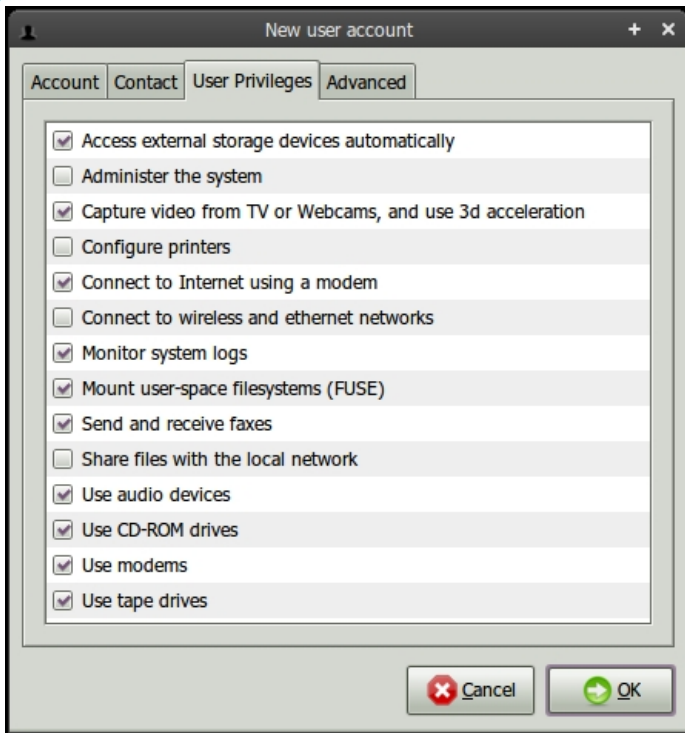 New user account
Account Contact User Privileges Advanced
Access external storage devices automatically
Administer the system
Capture video from TV or Webcams, and use 3d acceleration
Configure printers
Connect to Internet using a modem
Connect to wireless and ethernet networks
Monitor system logs
Mount user-space filesystems (FUSE)
Send and receive faxes
Share files with the local network
Use audio devices
Use CD-ROM drives
Use modems
Use tape drives
Cancel OK